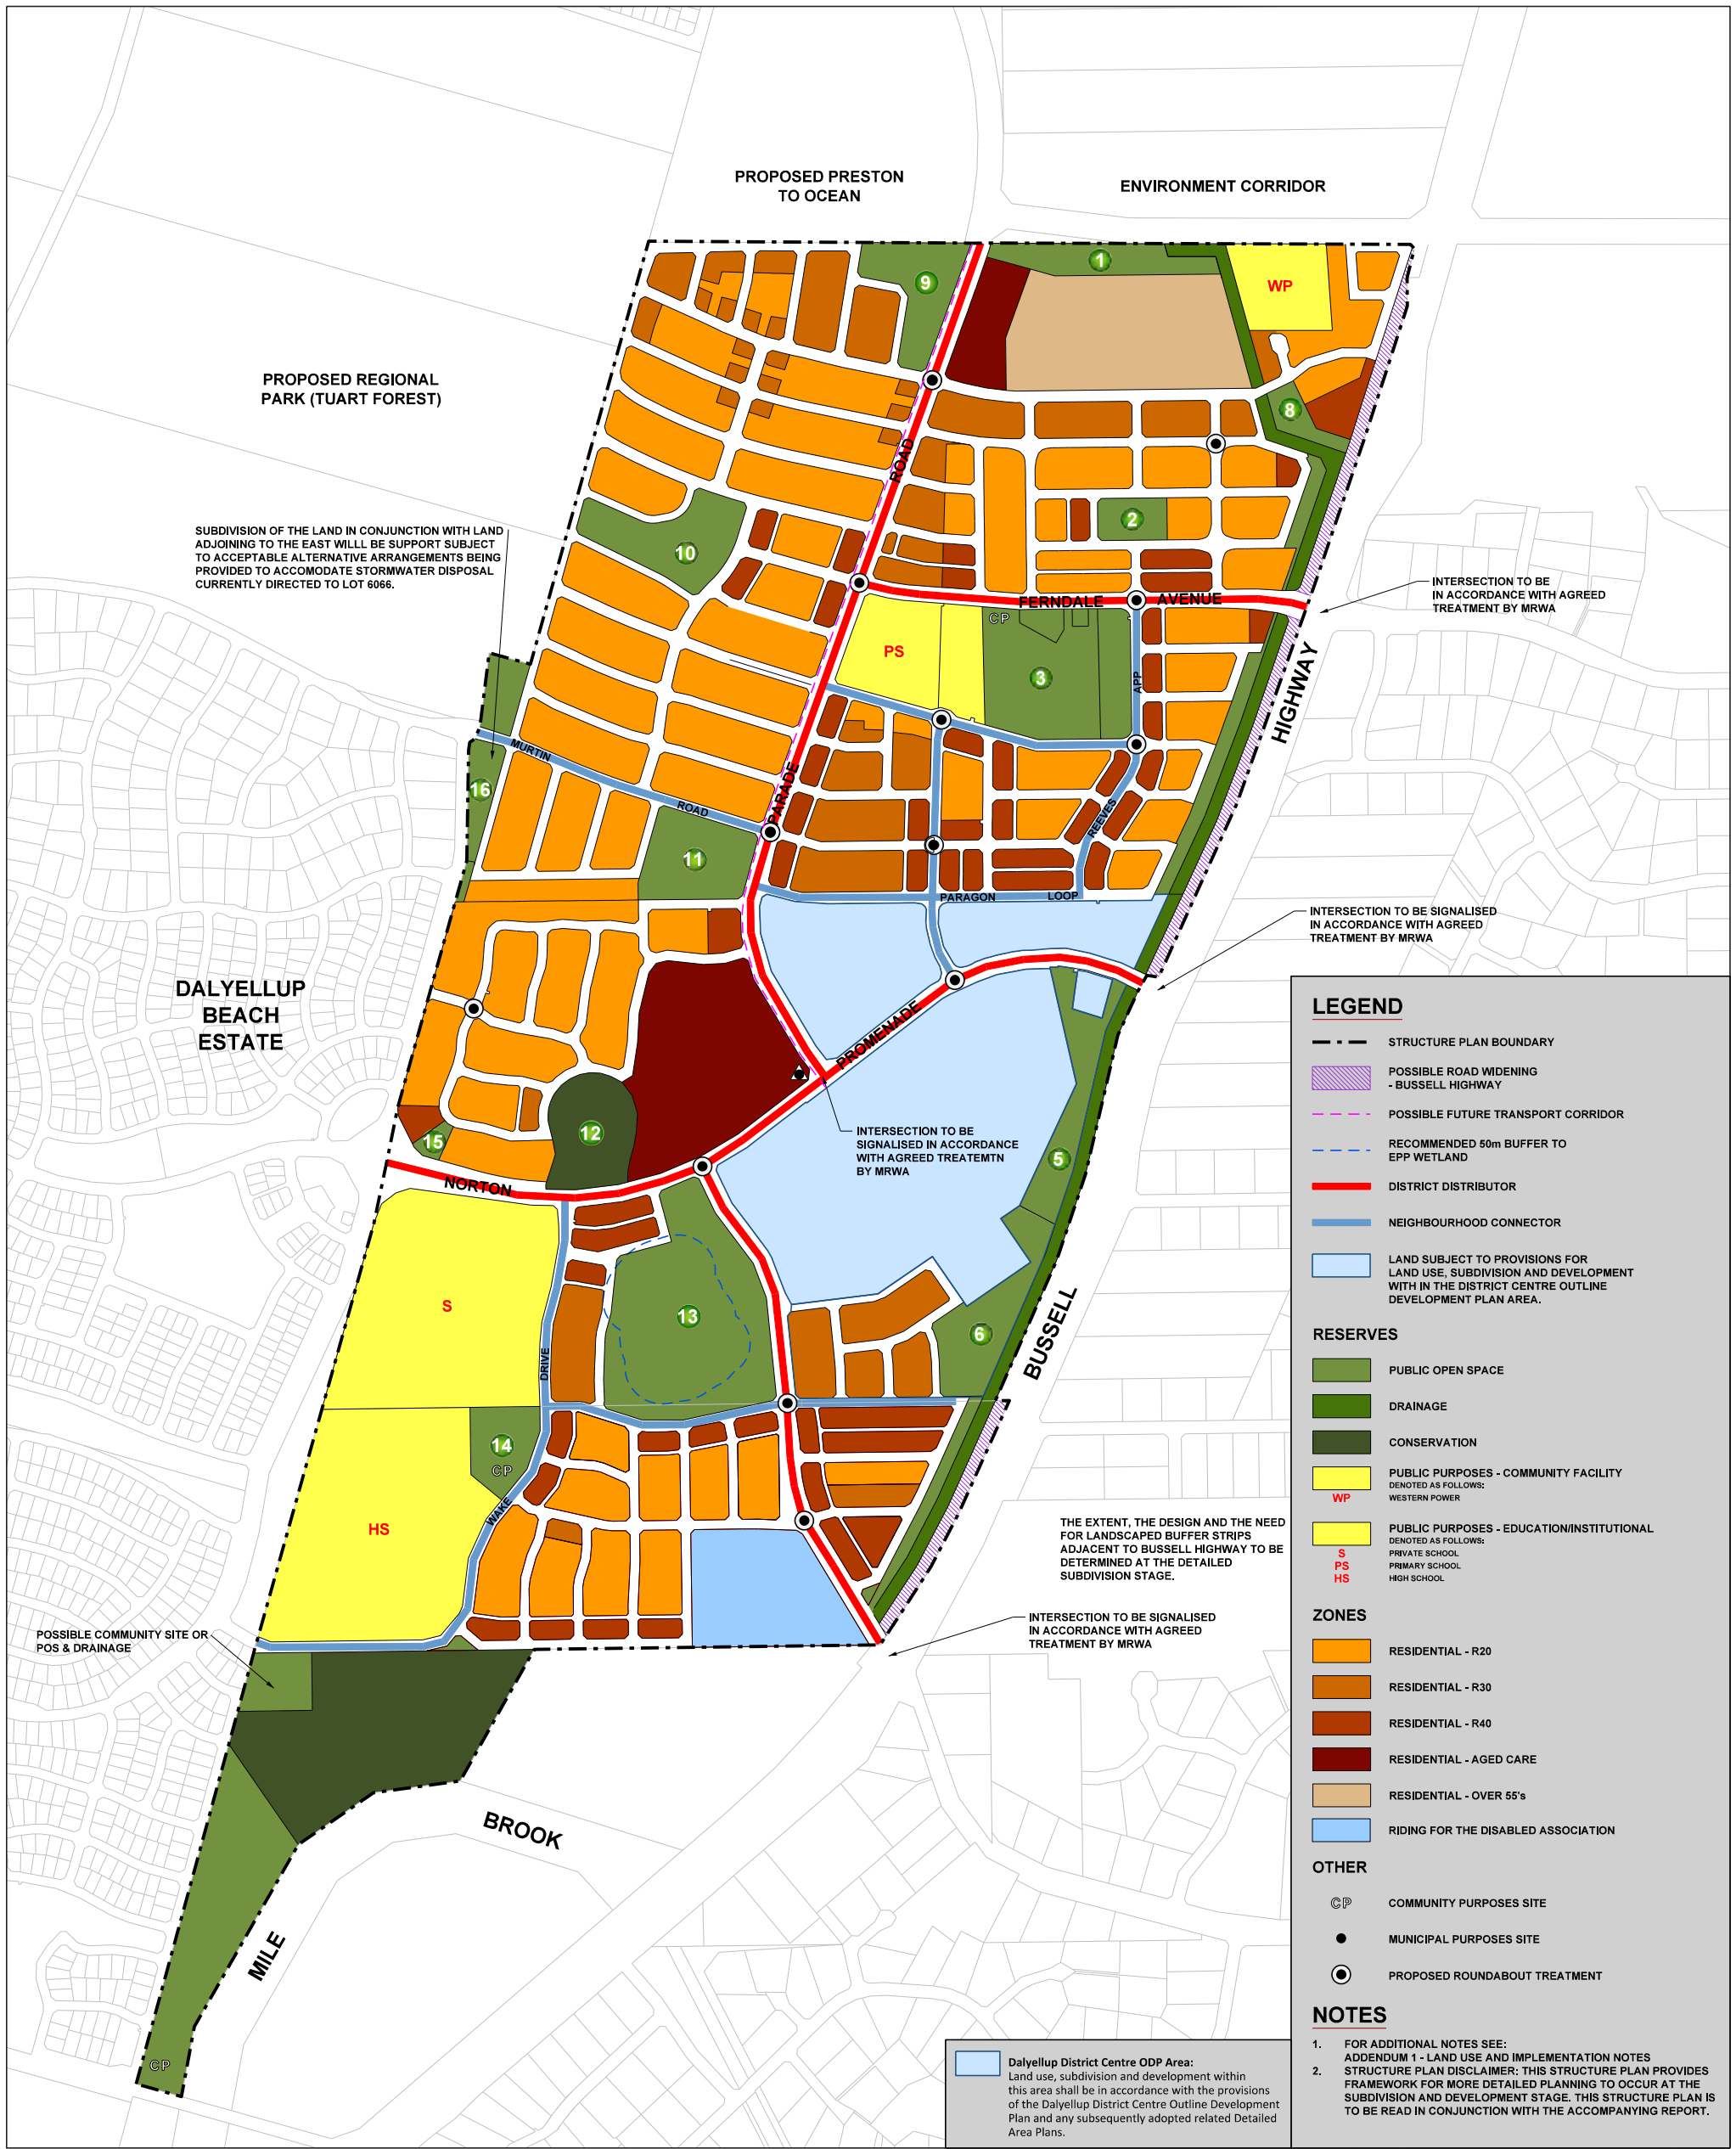 PROPOSED PRESTON
TO OCEAN
ENVIRONMENT CORRIDOR
1
9
WP
PROPOSED REGIONAL
PARK (TUART FOREST)
8
ROAD
2
10
SUBDIVISION OF THE LAND IN CONJUNCTION WITH LAND
ADJOINING TO THE EAST WILLL BE SUPPORT SUBJECT
TO ACCEPTABLE ALTERNATIVE ARRANGEMENTS BEING
PROVIDED TO ACCOMODATE STORMWATER DISPOSAL
CURRENTLY DIRECTED TO LOT 6066.
INTERSECTION TO BE
IN ACCORDANCE WITH AGREED
TREATMENT BY MRWA
FERNDALE AVENUE
CP
PS
3
APP
HIGHWAY
MURTIN
ROAD
PARADE
16
REEVES
11
PARAGON LOOP
INTERSECTION TO BE SIGNALISED
IN ACCORDANCE WITH AGREED
TREATMENT BY MRWA
DALYELLUP
BEACH
ESTATE
PROMENADE
12
15
INTERSECTION TO BE
SIGNALISED IN ACCORDANCE
WITH AGREED TREATEMTN
BY MRWA
5
NORTON
S
13
6
BUSSELL
DRIVE
14
CP
WAKE
HS
THE EXTENT, THE DESIGN AND THE NEED
FOR LANDSCAPED BUFFER STRIPS
ADJACENT TO BUSSELL HIGHWAY TO BE
DETERMINED AT THE DETAILED
SUBDIVISION STAGE.
INTERSECTION TO BE SIGNALISED
IN ACCORDANCE WITH AGREED
TREATMENT BY MRWA
POSSIBLE COMMUNITY SITE OR
POS & DRAINAGE
BROOK
MILE
CP
LEGEND
STRUCTURE PLAN BOUNDARY
POSSIBLE ROAD WIDENING
- BUSSELL HIGHWAY
POSSIBLE FUTURE TRANSPORT CORRIDOR
RECOMMENDED 50m BUFFER TO
EPP WETLAND
DISTRICT DISTRIBUTOR
NEIGHBOURHOOD CONNECTOR
LAND SUBJECT TO PROVISIONS FOR
LAND USE, SUBDIVISION AND DEVELOPMENT
WITH IN THE DISTRICT CENTRE OUTLINE
DEVELOPMENT PLAN AREA.
RESERVES
PUBLIC OPEN SPACE
DRAINAGE
CONSERVATION
PUBLIC PURPOSES - COMMUNITY FACILITY
DENOTED AS FOLLOWS:
WP WESTERN POWER
PUBLIC PURPOSES - EDUCATION/INSTITUTIONAL
DENOTED AS FOLLOWS:
S PRIVATE SCHOOL
PS PRIMARY SCHOOL
HS HIGH SCHOOL
ZONES
RESIDENTIAL - R20
RESIDENTIAL - R30
RESIDENTIAL - R40
RESIDENTIAL - AGED CARE
RESIDENTIAL - OVER 55's
RIDING FOR THE DISABLED ASSOCIATION
OTHER
CP COMMUNITY PURPOSES SITE
MUNICIPAL PURPOSES SITE
PROPOSED ROUNDABOUT TREATMENT
NOTES
1. FOR ADDITIONAL NOTES SEE:
ADDENDUM 1 - LAND USE AND IMPLEMENTATION NOTES
2. STRUCTURE PLAN DISCLAIMER: THIS STRUCTURE PLAN PROVIDES
FRAMEWORK FOR MORE DETAILED PLANNING TO OCCUR AT THE
SUBDIVISION AND DEVELOPMENT STAGE. THIS STRUCTURE PLAN IS
TO BE READ IN CONJUNCTION WITH THE ACCOMPANYING REPORT.
Dalyellup District Centre ODP Area:
Land use, subdivision and development within
this area shall be in accordance with the provisions
of the Dalyellup District Centre Outline Development
Plan and any subsequently adopted related Detailed
Area Plans.